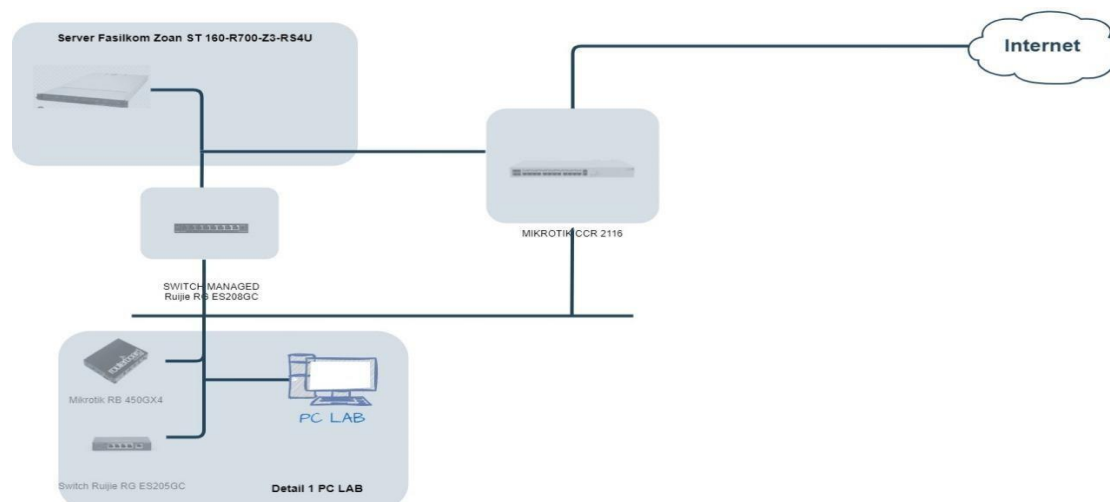 Server Fasilkom Zoan ST 160-R700-Z3-RS4U
Internet
MIKROTIK CCR 2116
SWITCH MANAGED
Ruijie RG ES208GC
Mikrotik RB 450GX4
PC LAB
Switch Ruijie RG ES205GC
Detail 1 PC LAB